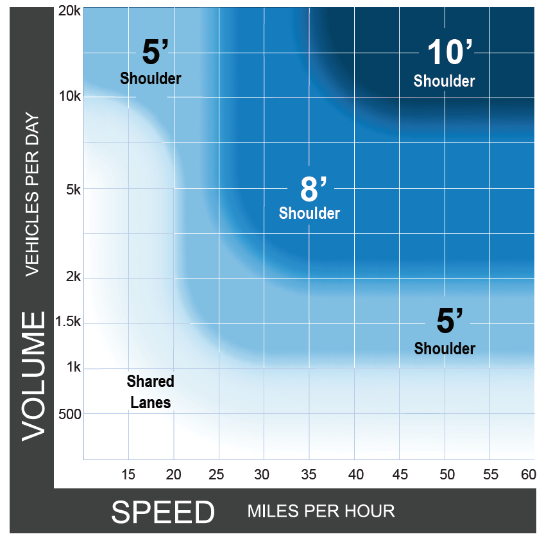 20k
10k
5k
2k
1.5k
1k
500
VOLUME VEHICLES PER DAY
5’
Shoulder
10’
Shoulder
8’
Shoulder
5’
Shoulder
Shared
Lanes
15 20 25 30 35 40 45 50 55 60
SPEED MILES PER HOUR